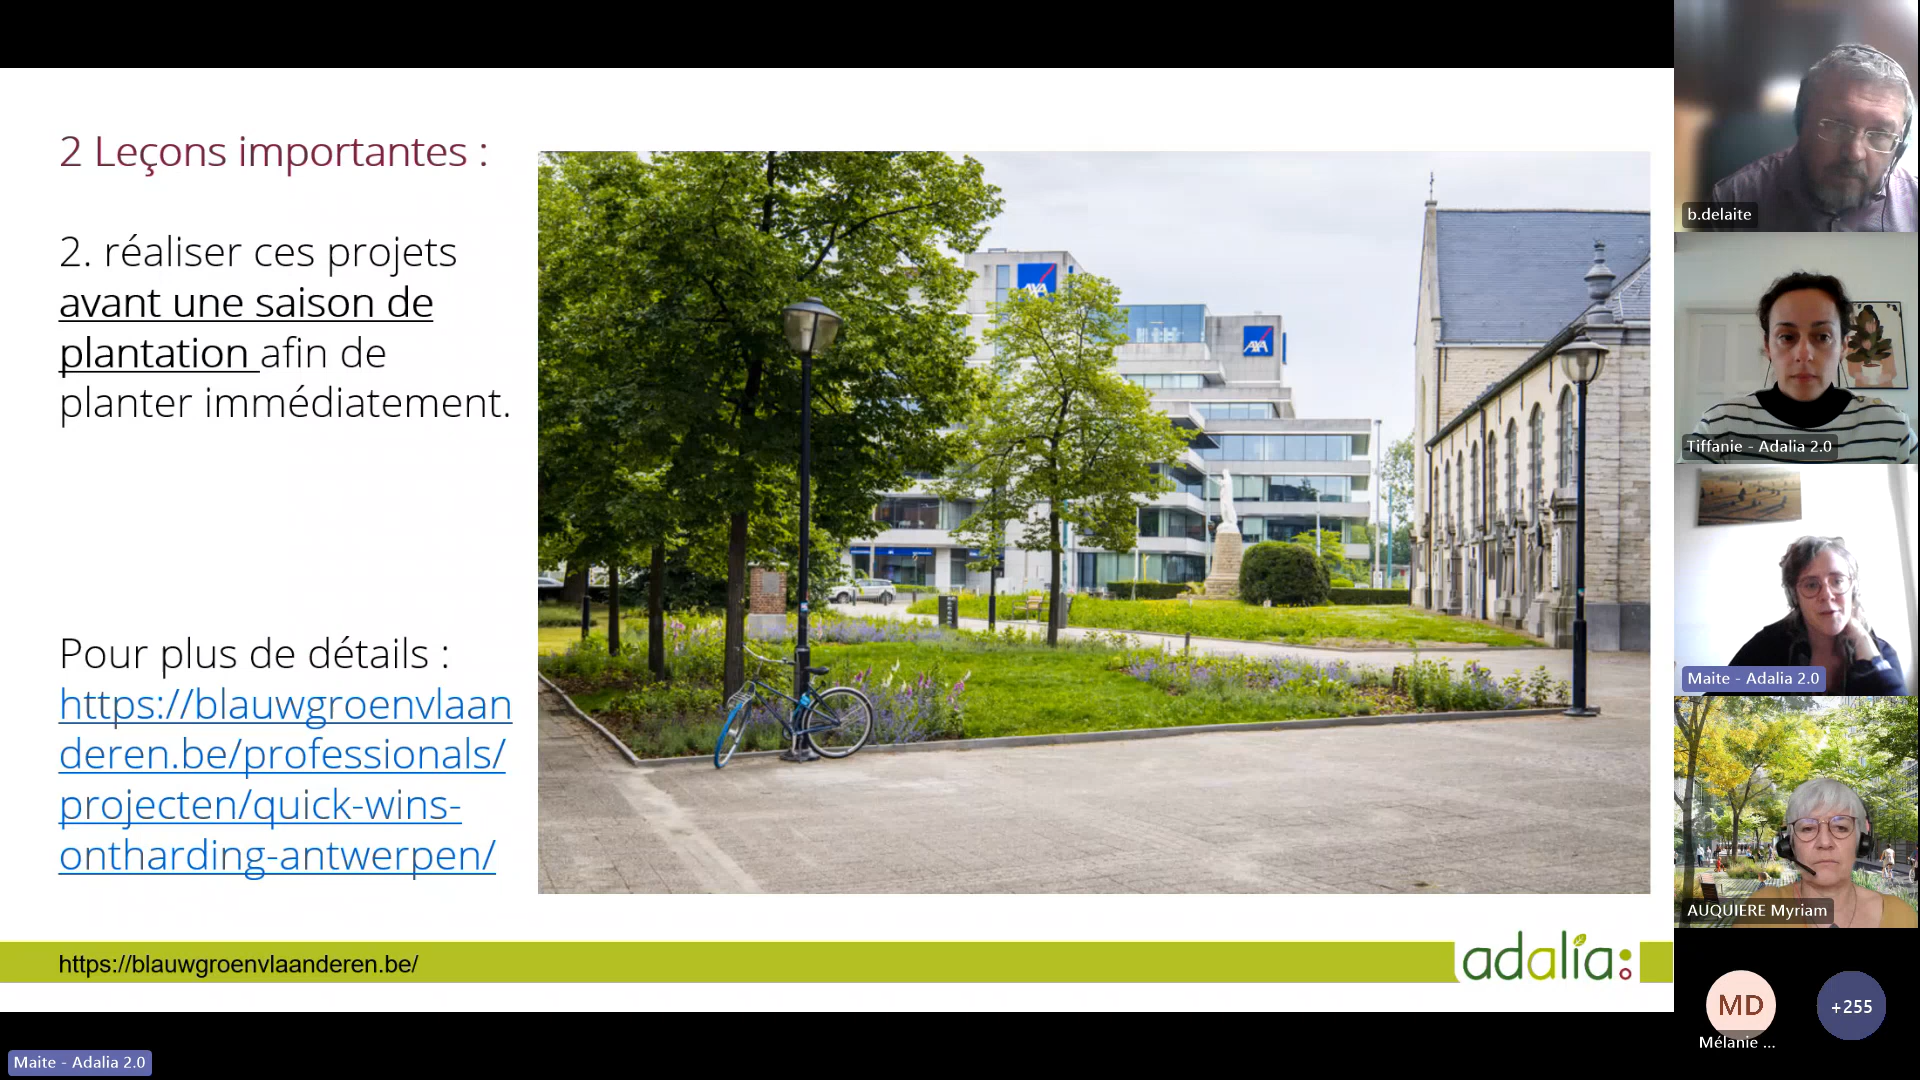 2 Leçons importantes :
2. réaliser ces projets
avant une saison de
plantation afin de
planter immédiatement.
Pour plus de détails :
https://blauwgroenvlaan
deren.be/professionals/
projecten/quick-wins-
ontharding-antwerpen/
AXA
AXA
https://blauwgroenvlaanderen.be/
adalia
b.delaite
Tiffanie - Adalia 2.0
Maite - Adalia 2.0
AUQUIERE Myriam
MD
+255
Mélanie ...
Maite - Adalia 2.0